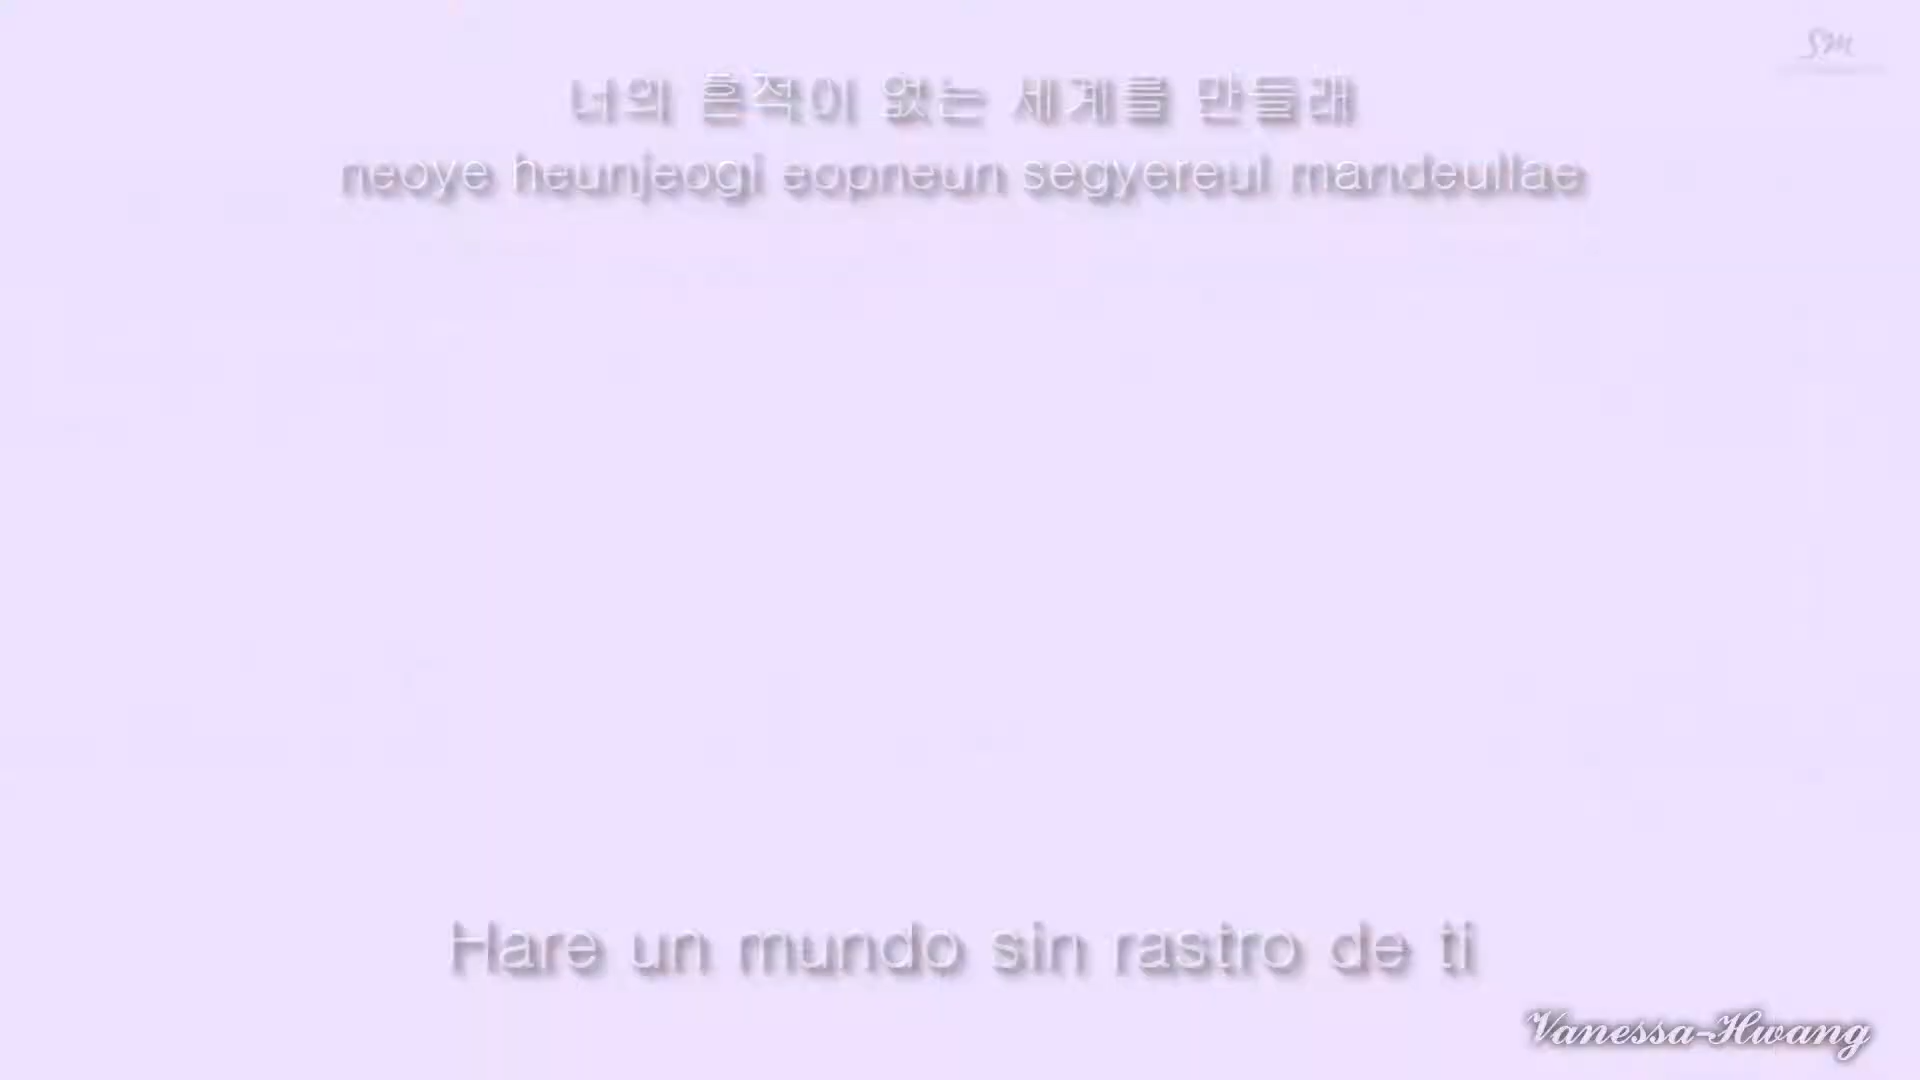 SM
너의 흔적이 없는 세계를 만들래
neoye heunjeogi eopneun segyereul mandeullae
Hare un mundo sin rastro de ti
Vanessa-Hwang